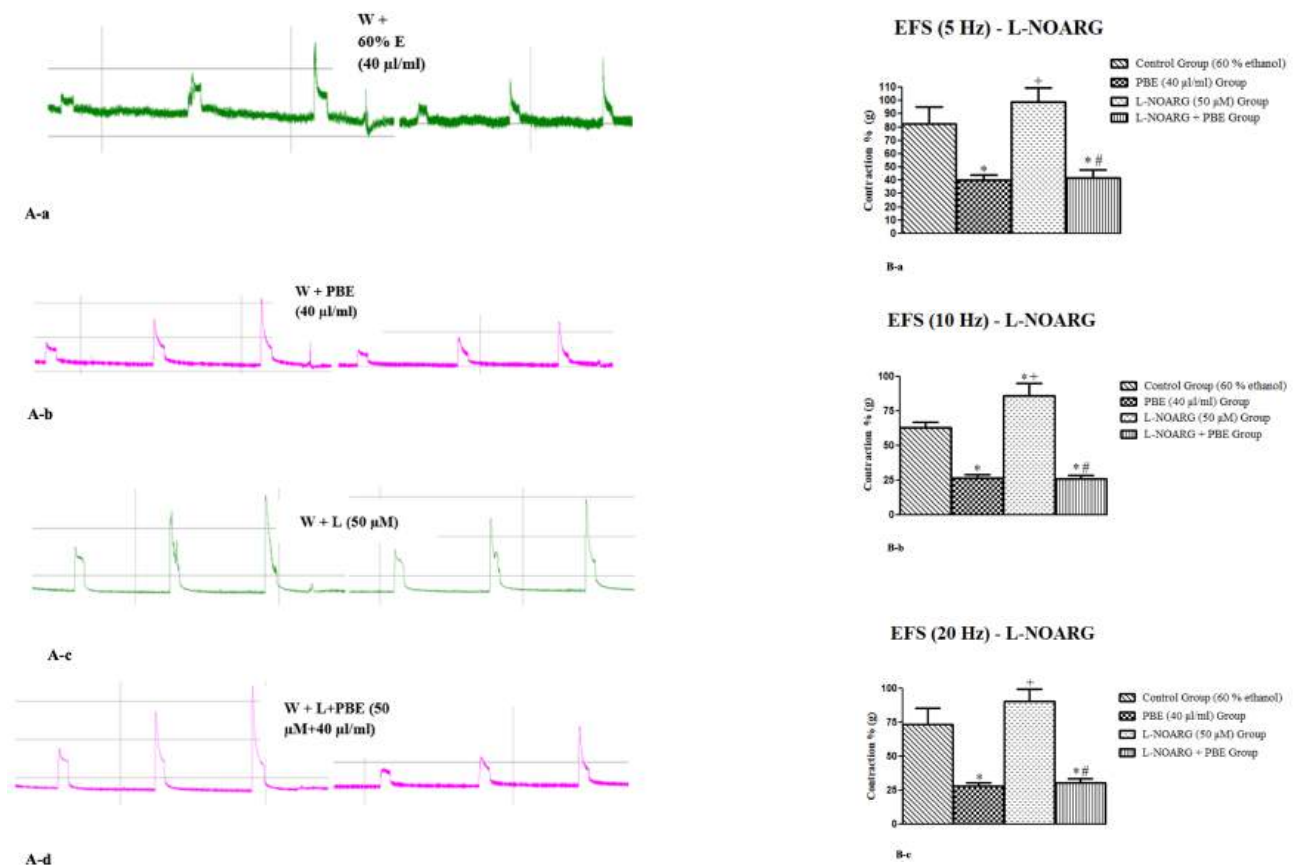 W +
60% E
(40 µl/ml)
A-a
W + PBE
(40 µl/ml)
A-b
W + L (50 µM)
A-c
W + L+PBE (50
µM+40 µl/ml)
A-d
EFS (5 Hz) - L-NOARG
Contraction % (g)
110
100
90
80
70
60
50
40
30
20
10
0
*
+
* #
Control Group (60 % ethanol)
PBE (40 µl/ml) Group
L-NOARG (50 µM) Group
L-NOARG + PBE Group
B-a
EFS (10 Hz) - L-NOARG
Contraction % (g)
100
75
50
25
0
*
*+
*#
Control Group (60 % ethanol)
PBE (40 µl/ml) Group
L-NOARG (50 µM) Group
L-NOARG + PBE Group
B-b
EFS (20 Hz) - L-NOARG
Contraction % (g)
100
75
50
25
0
*
+
*#
Control Group (60 % ethanol)
PBE (40 µl/ml) Group
L-NOARG (50 µM) Group
L-NOARG + PBE Group
B-c